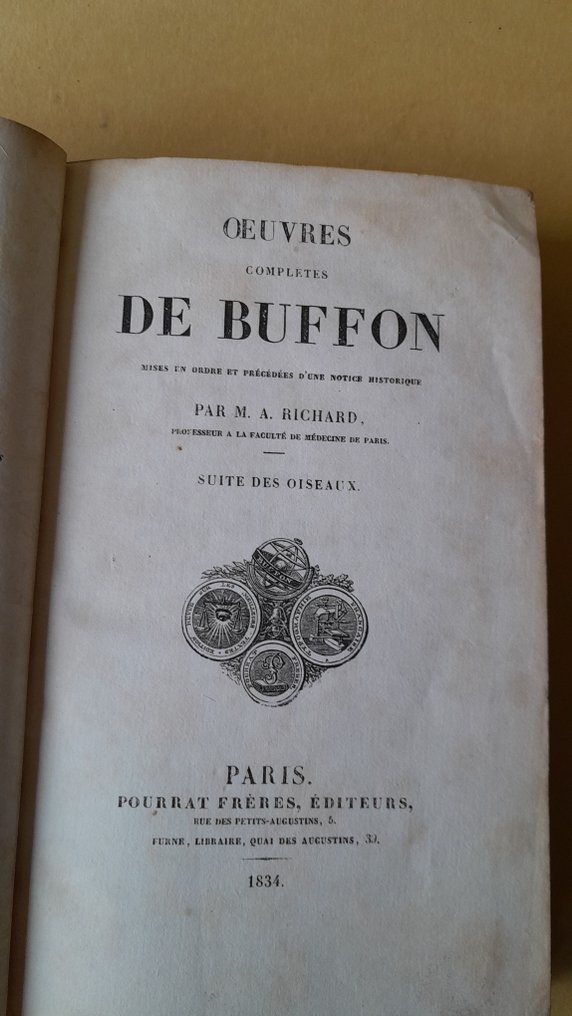 OEUVRES
COMPLETES
DE BUFFON
MISES EN ORDRE ET PRÉCÉDÉES D'UNE NOTICE HISTORIQUE
PAR M. A. RICHARD,
PROFESSEUR A LA FACULTÉ DE MÉDECINE DE PARIS.
SUITE DES OISEAUX.
BUFFON
PARIS.
POURRAT FRÈRES, ÉDITEURS,
RUE DES PETITS-AUGUSTINS, 5.
FURNE, LIBRAIRE, QUAI DES AUGUSTINS, 39.
1834.